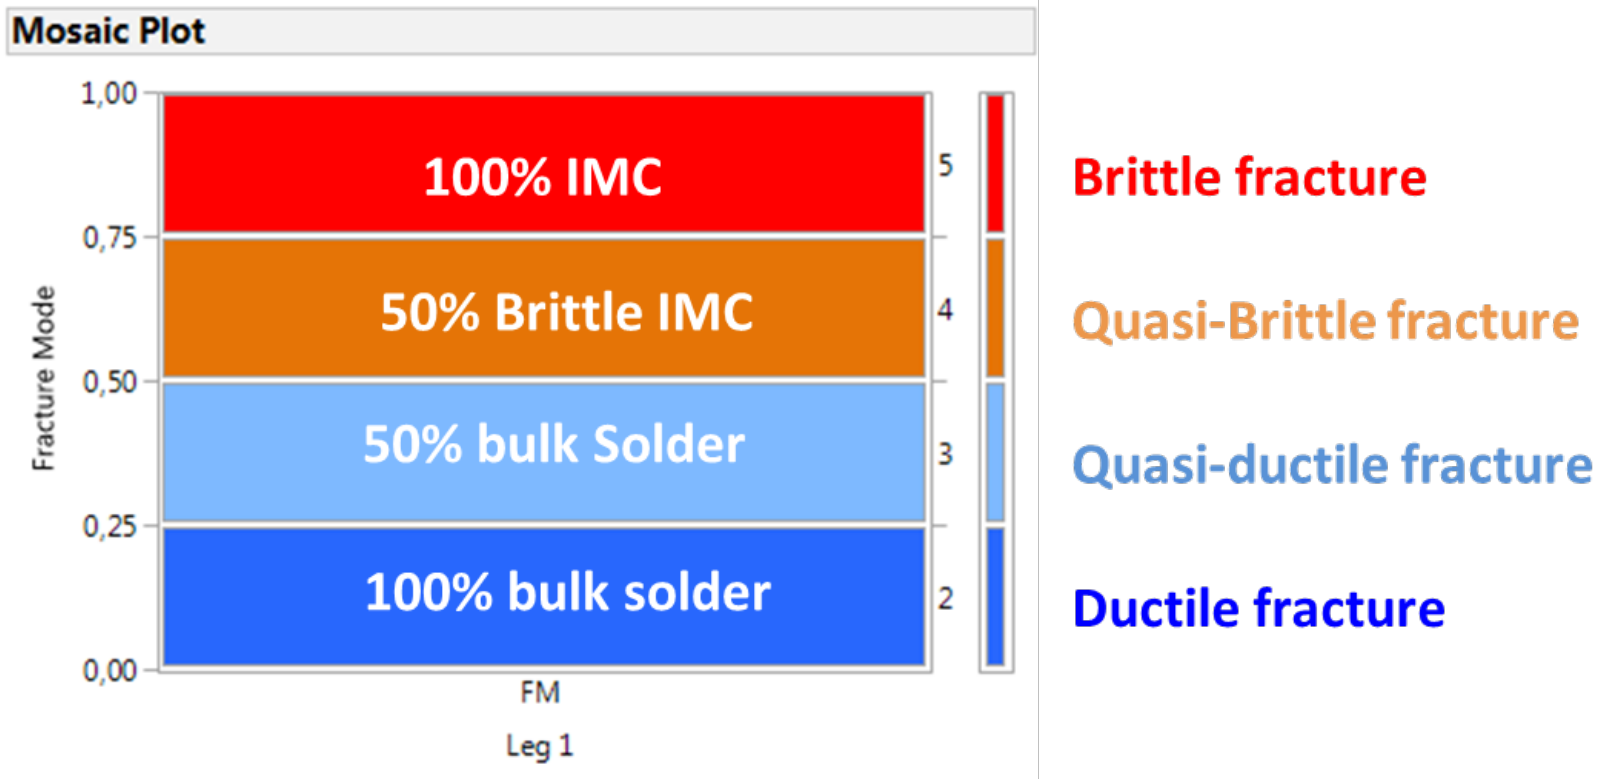 Mosaic Plot
1,00
100% IMC
5
Brittle fracture
0,75
50% Brittle IMC
4
Quasi-Brittle fracture
Fracture Mode
0,50
50% bulk Solder
3
Quasi-ductile fracture
0,25
100% bulk solder
2
Ductile fracture
0,00
FM
Leg 1